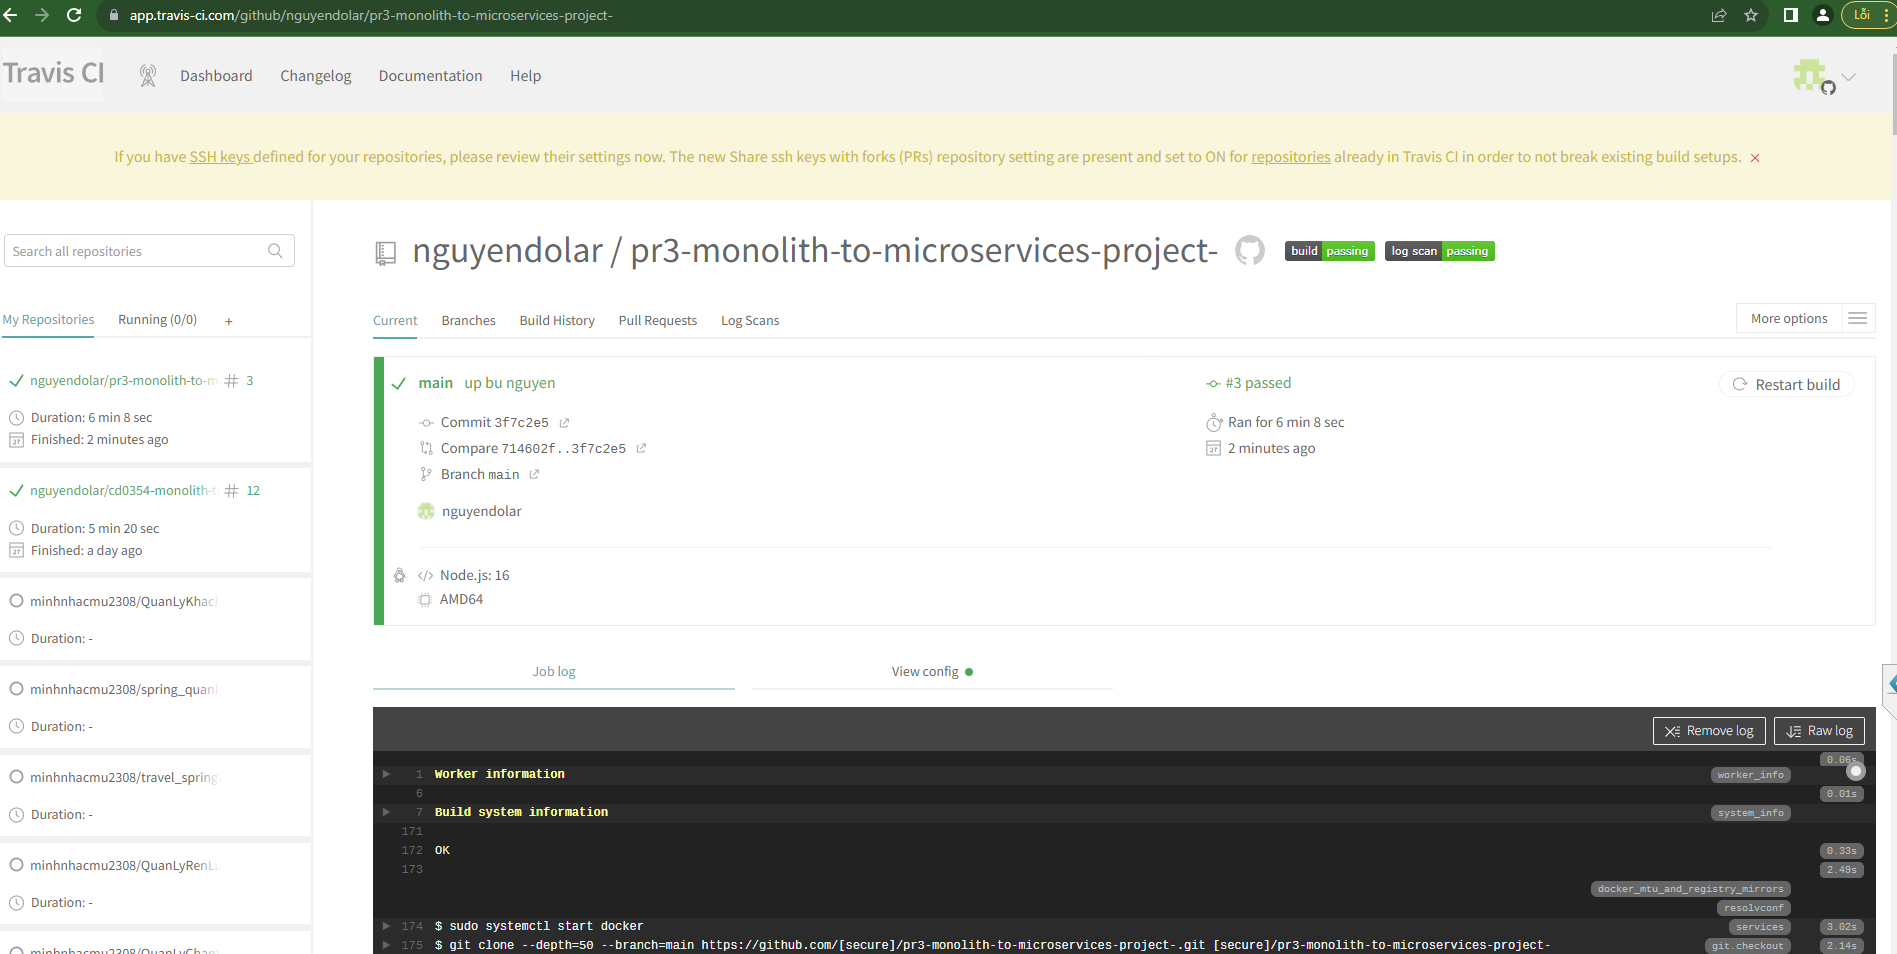 app.travis-ci.com/github/nguyendolar/pr3-monolith-to-microservices-project-
Lỗi
Travis CI
Dashboard
Changelog
Documentation
Help
If you have SSH keys defined for your repositories, please review their settings now. The new Share ssh keys with forks (PRs) repository setting are present and set to ON for repositories already in Travis CI in order to not break existing build setups.
Search all repositories
My Repositories
Running (0/0)
+
nguyendolar/pr3-monolith-to-m
# 3
Duration: 6 min 8 sec
Finished: 2 minutes ago
nguyendolar/cd0354-monolith-t
# 12
Duration: 5 min 20 sec
Finished: a day ago
minhnhacmu2308/QuanLyKhach
Duration: -
minhnhacmu2308/spring_quanl
Duration: -
minhnhacmu2308/travel_spring
Duration: -
minhnhacmu2308/QuanLyRenLu
Duration: -
minhnhacmu2308/QuanLyCham
nguyendolar / pr3-monolith-to-microservices-project-
build passing
log scan passing
Current
Branches
Build History
Pull Requests
Log Scans
More options
main up bu nguyen
Commit 3f7c2e5
Compare 714602f..3f7c2e5
Branch main
nguyendolar
#3 passed
Ran for 6 min 8 sec
2 minutes ago
Restart build
Node.js: 16
AMD64
Job log
View config
Remove log
Raw log
0.06s
1 Worker information worker_info
6 0.01s
7 Build system information system_info
171
172 OK 0.33s
173 2.49s
docker_mtu_and_registry_mirrors
resolvconf
174 $ sudo systemctl start docker services 3.02s
175 $ git clone --depth=50 --branch=main https://github.com/[secure]/pr3-monolith-to-microservices-project-.git [secure]/pr3-monolith-to-microservices-project- git.checkout 2.14s